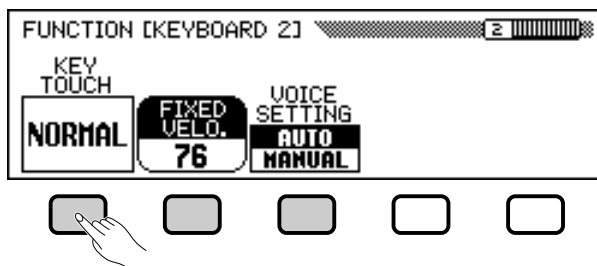 FUNCTION [KEYBOARD 2]
2
KEY
TOUCH
NORMAL
FIXED
VELO.
76
VOICE
SETTING
AUTO
MANUAL